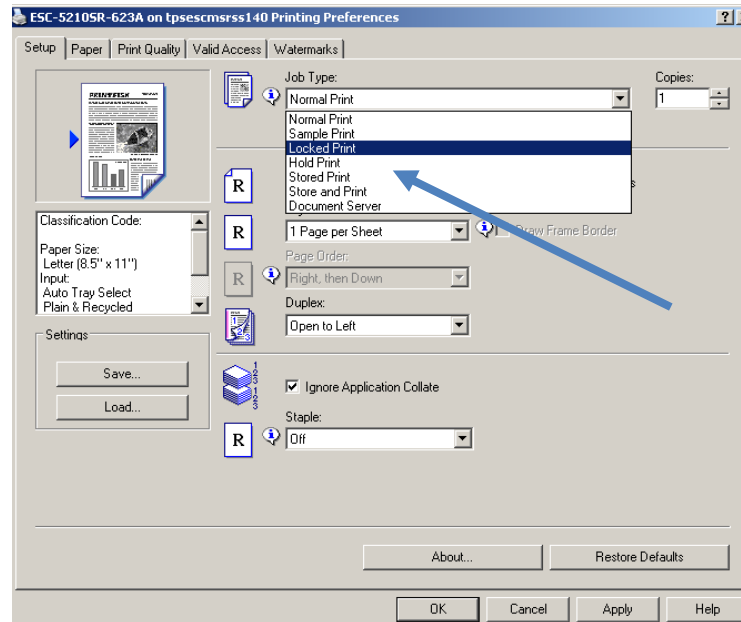 ESC-5210SR-623A on tpsescmsrss140 Printing Preferences
Setup Paper Print Quality Valid Access Watermarks
Job Type: Copies:
Normal Print 1
Normal Print
Sample Print
Locked Print
Hold Print
Stored Print
Store and Print
Document Server
PRINTFISK
Classification Code:
Paper Size:
Letter (8.5" x 11")
Input:
Auto Tray Select
Plain & Recycled
R
R 1 Page per Sheet Draw Frame Border
Page Order:
R Right, then Down
Duplex:
Open to Left
Settings
Save...
Load...
Ignore Application Collate
Staple:
R Off
About... Restore Defaults
OK Cancel Apply Help